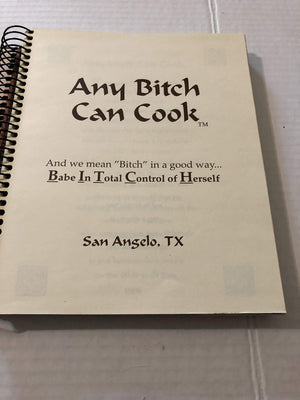 Any Bitch
Can Cook™
And we mean "Bitch" in a good way...
Babe In Total Control of Herself
San Angelo, TX